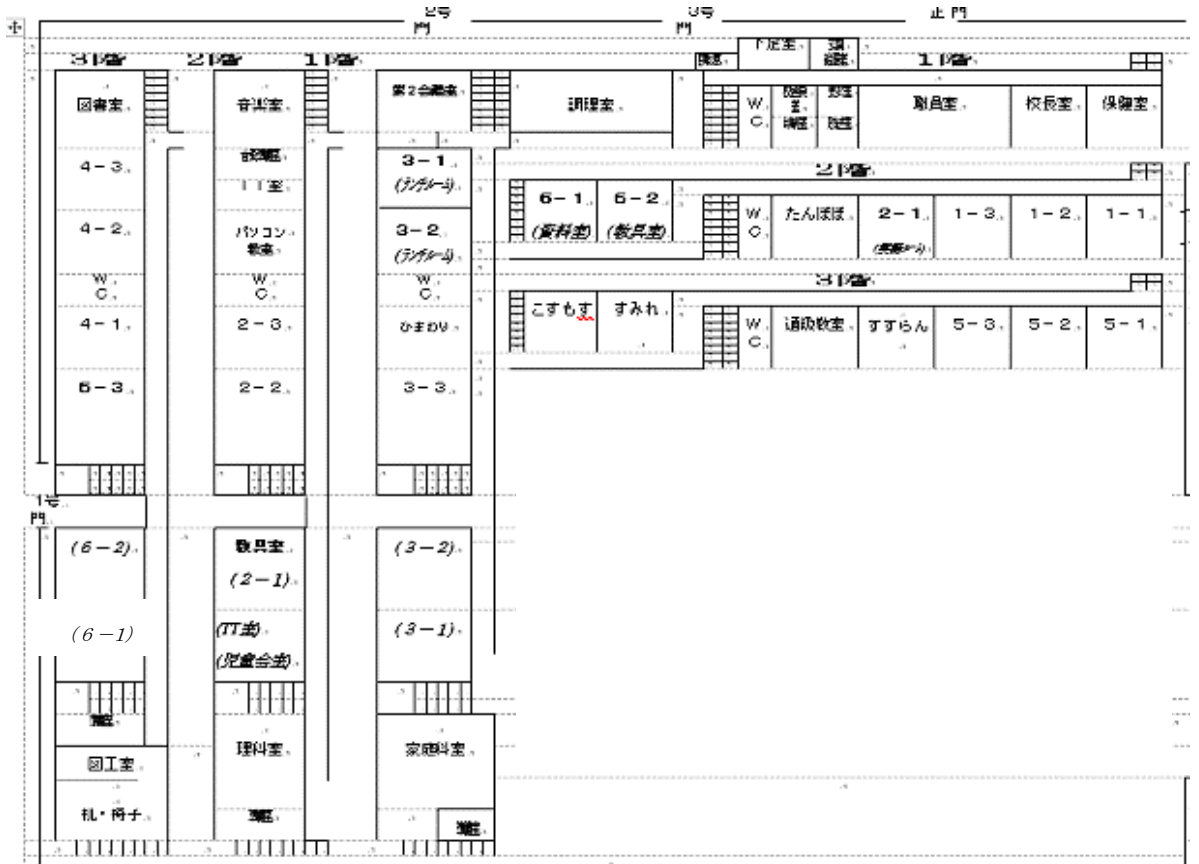 2号
門
3号
門
正門
3階
2階
1階
1階
図書室
音楽室
第2会議室
調理室
W
C
職員室
校長室
保健室
4-3
TT室
3-1
(ランチルーム)
2階
6-1
(資料室)
6-2
(教具室)
W
C
たんぽぽ
2-1
1-3
1-2
1-1
4-2
パソコン
教室
3-2
(ランチルーム)
W
C
W
C
W
C
3階
こすもす
すみれ
W
C
通級教室
すずらん
5-3
5-2
5-1
4-1
2-3
ひまわり
6-3
2-2
3-3
1号
門
(6-2)
教具室
(2-1)
(3-2)
(6-1)
(TT室)
(児童会室)
(3-1)
図工室
机・椅子
理科室
家庭科室